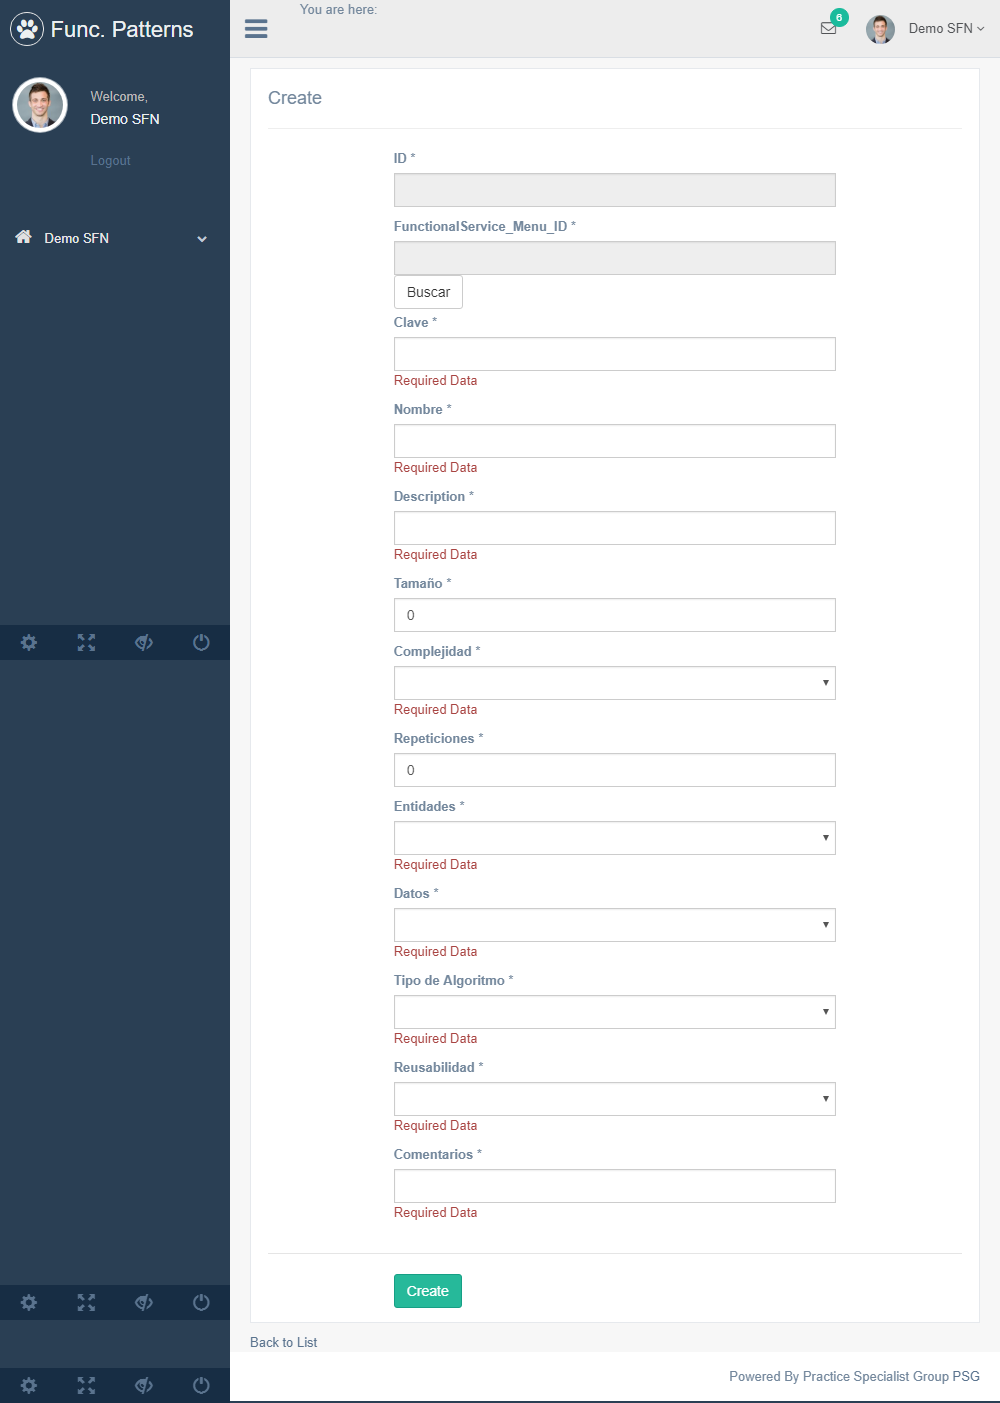 Func. Patterns
Welcome,
Demo SFN
Logout
Demo SFN
You are here:
6
Demo SFN
Create
ID *
FunctionalService_Menu_ID *
Buscar
Clave *
Required Data
Nombre *
Required Data
Description *
Required Data
Tamaño *
0
Complejidad *
Required Data
Repeticiones *
0
Entidades *
Required Data
Datos *
Required Data
Tipo de Algoritmo *
Required Data
Reusabilidad *
Required Data
Comentarios *
Required Data
Create
Back to List
Powered By Practice Specialist Group PSG